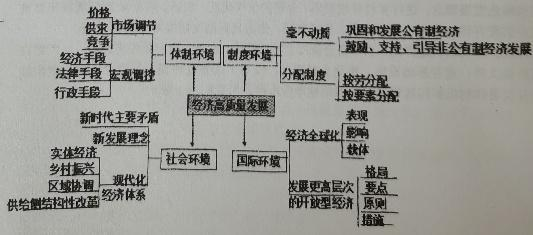 价格
供求
竞争
市场调节
经济手段
法律手段
行政手段
宏观调控
体制环境
制度环境
毫不动摇
巩固和发展公有制经济
鼓励、支持、引导非公有制经济发展
分配制度
按劳分配
按要素分配
经济高质量发展
新时代主要矛盾
新发展理念
实体经济
乡村振兴
区域协调
供给侧结构性改革
现代化
经济体系
社会环境
国际环境
经济全球化
表现
影响
载体
发展更高层次
的开放型经济
格局
要点
原则
措施